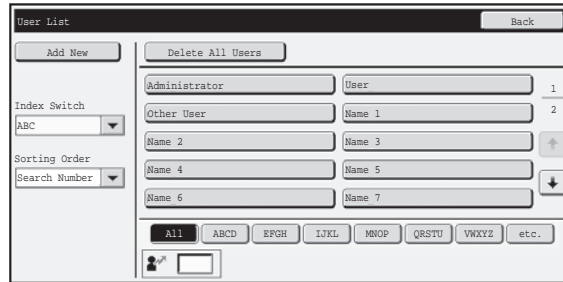 User List Back
Add New Delete All Users
Administrator User 1
Index Switch
Other User Name 1 2
ABC
Name 2 Name 3
Sorting Order
Name 4 Name 5
Search Number
Name 6 Name 7
All ABCD EFGH IJKL MNOP QRSTU VWXYZ etc.